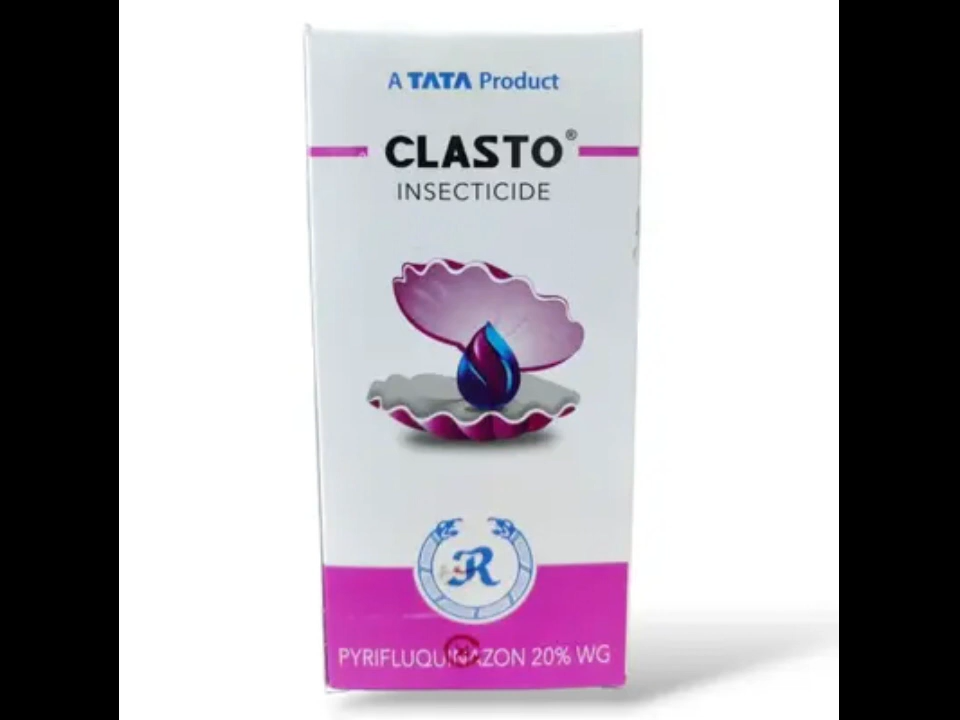 A TATA Product
CLASTO®
INSECTICIDE
R
PYRIFLUQUINAZON 20% WG